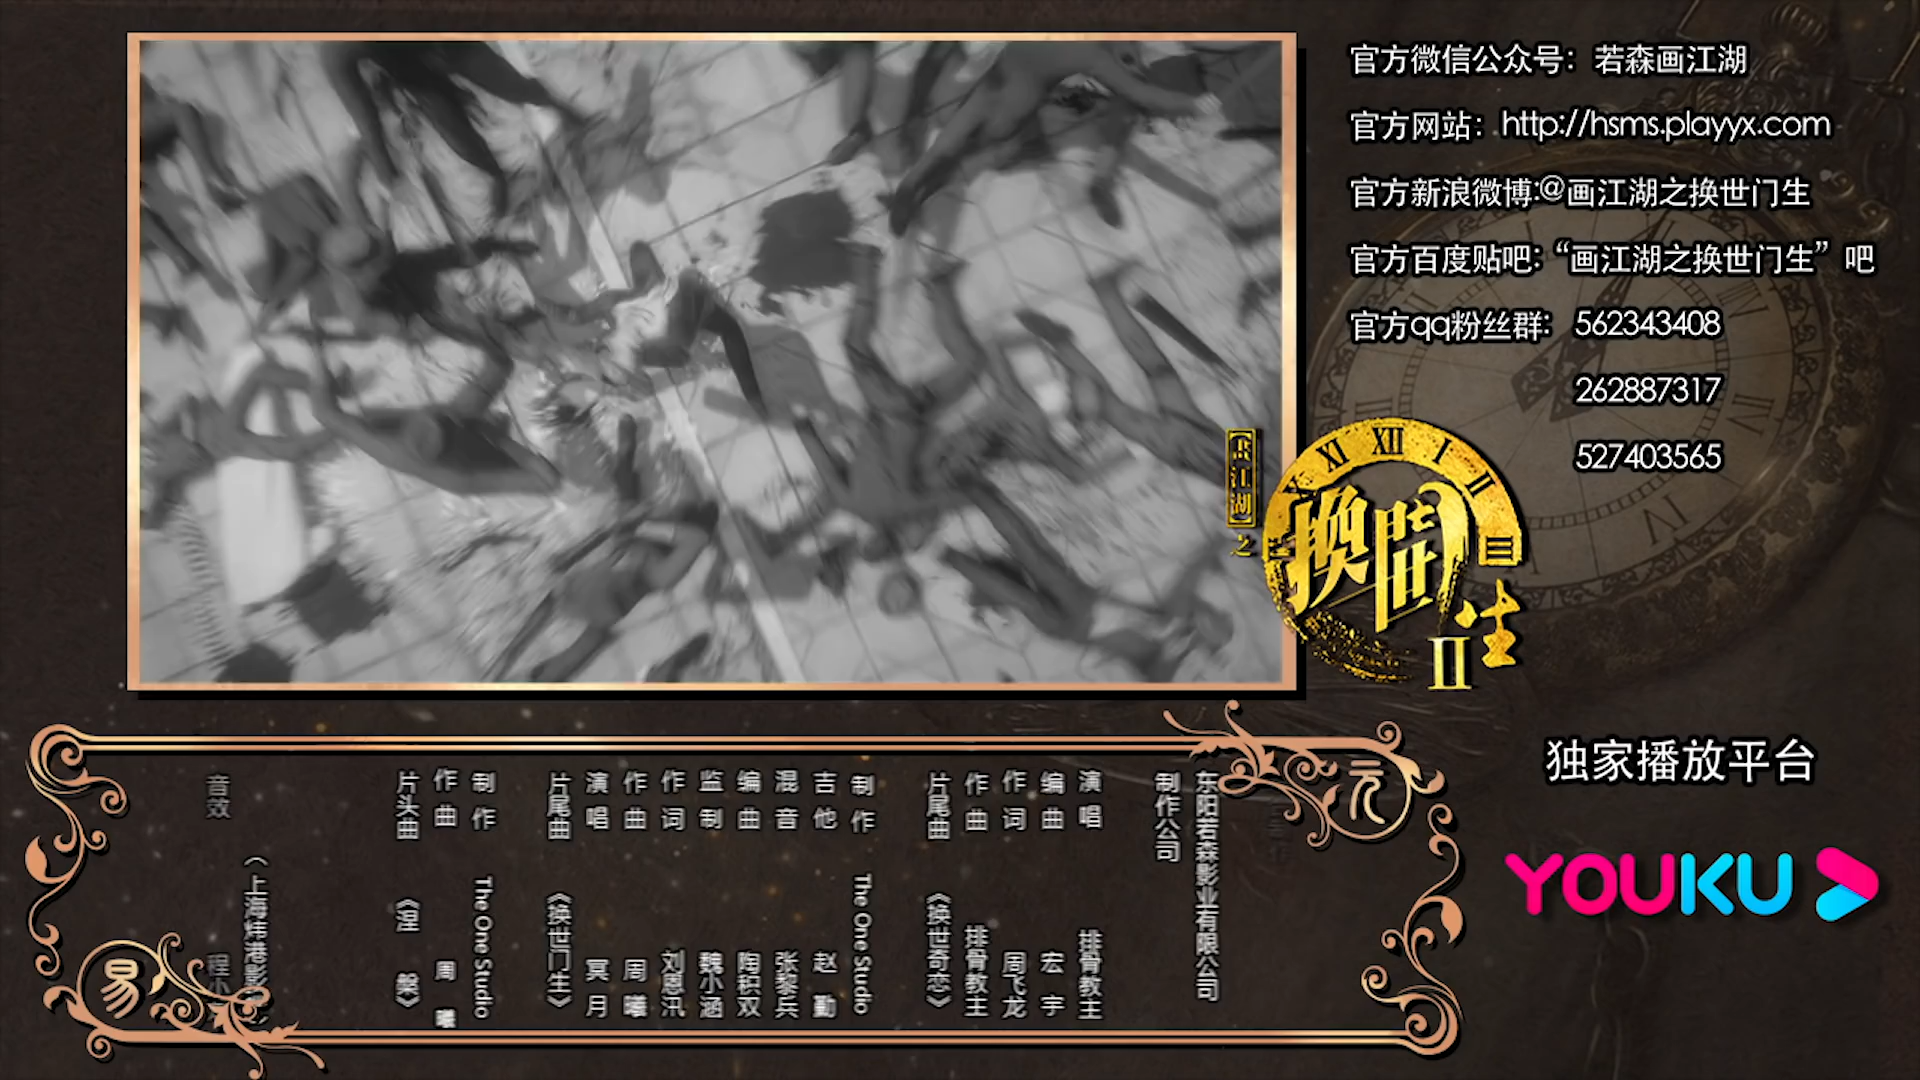 官方微信公众号：若森画江湖
官方网站：http://hsms.playyx.com
官方新浪微博:@画江湖之换世门生
官方百度贴吧：“画江湖之换世门生”吧
官方qq粉丝群： 562343408
262887317
527403565
【画江湖】之
XI XII I II III
换世门生
II
独家播放平台
YOUKU
元
易
东阳若森影业有限公司
制作公司
演唱 排骨教主
编曲 宏宇
作词 周飞龙
作曲 排骨教主
片尾曲 《换世奇恋》
制作 The One Studio
吉他 赵勤
混音 张黎兵
编曲 陶积双
监制 魏小涵
作词 刘恩汛
作曲 周曦
演唱 冥月
片尾曲 《换世门生》
制作 The One Studio
作曲 周曦
片头曲 《涅槃》
（上海炜港影
音效 程小